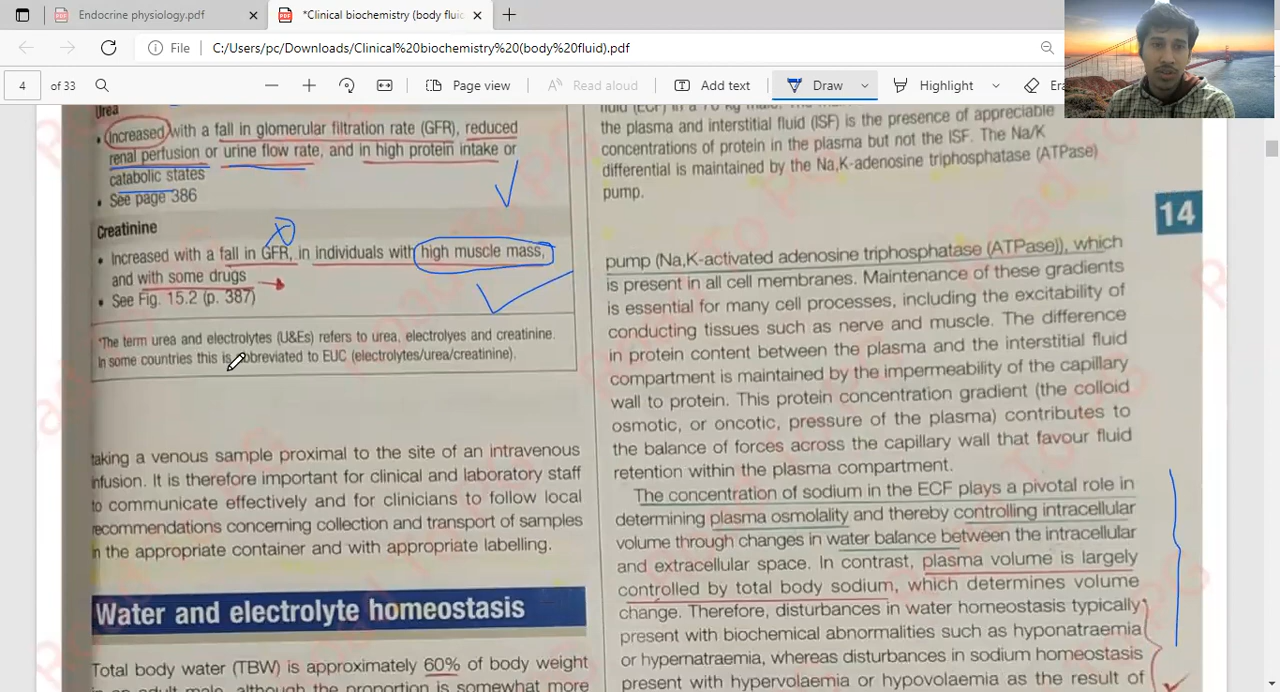 Endocrine physiology.pdf
*Clinical biochemistry (body fluid
File
C:/Users/pc/Downloads/Clinical%20biochemistry%20(body%20fluid).pdf
4 of 33
Page view
Read aloud
Add text
Draw
Highlight
Era
Urea
• Increased with a fall in glomerular filtration rate (GFR), reduced
renal perfusion or urine flow rate, and in high protein intake or
catabolic states
• See page 386
Creatinine
• Increased with a fall in GFR, in individuals with high muscle mass,
and with some drugs
• See Fig. 15.2 (p. 387)
*The term urea and electrolytes (U&Es) refers to urea, electrolyes and creatinine.
In some countries this is abbreviated to EUC (electrolytes/urea/creatinine).
taking a venous sample proximal to the site of an intravenous
infusion. It is therefore important for clinical and laboratory staff
to communicate effectively and for clinicians to follow local
recommendations concerning collection and transport of samples
in the appropriate container and with appropriate labelling.
Water and electrolyte homeostasis
Total body water (TBW) is approximately 60% of body weight
in an adult male, although the proportion is somewhat more
the plasma and interstitial fluid (ISF) is the presence of appreciable
concentrations of protein in the plasma but not the ISF. The Na/K
differential is maintained by the Na,K-adenosine triphosphatase (ATPase)
pump.
14
pump (Na,K-activated adenosine triphosphatase (ATPase)), which
is present in all cell membranes. Maintenance of these gradients
is essential for many cell processes, including the excitability of
conducting tissues such as nerve and muscle. The difference
in protein content between the plasma and the interstitial fluid
compartment is maintained by the impermeability of the capillary
wall to protein. This protein concentration gradient (the colloid
osmotic, or oncotic, pressure of the plasma) contributes to
the balance of forces across the capillary wall that favour fluid
retention within the plasma compartment.
The concentration of sodium in the ECF plays a pivotal role in
determining plasma osmolality and thereby controlling intracellular
volume through changes in water balance between the intracellular
and extracellular space. In contrast, plasma volume is largely
controlled by total body sodium, which determines volume
change. Therefore, disturbances in water homeostasis typically
present with biochemical abnormalities such as hyponatraemia
or hypernatraemia, whereas disturbances in sodium homeostasis
present with hypervolaemia or hypovolaemia as the result of